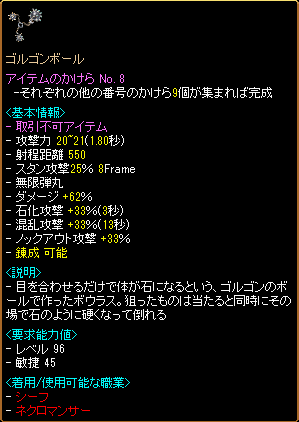 ゴルゴンボール
アイテムのかけら No. 8
-それぞれの他の番号のかけら9個が集まれば完成
<基本情報>
- 取引不可アイテム
- 攻撃力 20~21(1.80秒)
- 射程距離 550
- スタン攻撃25% 8Frame
- 無限弾丸
- ダメージ +62%
- 石化攻撃 +33%(3秒)
- 混乱攻撃 +33%(13秒)
- ノックアウト攻撃 +33%
- 錬成 可能
<説明>
- 目を合わせるだけで体が石になるという、ゴルゴンのボ
ールで作ったボウラス。狙ったものは当たると同時にその
場で石のように硬くなって倒れる
<要求能力値>
- レベル 96
- 敏捷 45
<着用/使用可能な職業>
- シーフ
- ネクロマンサー